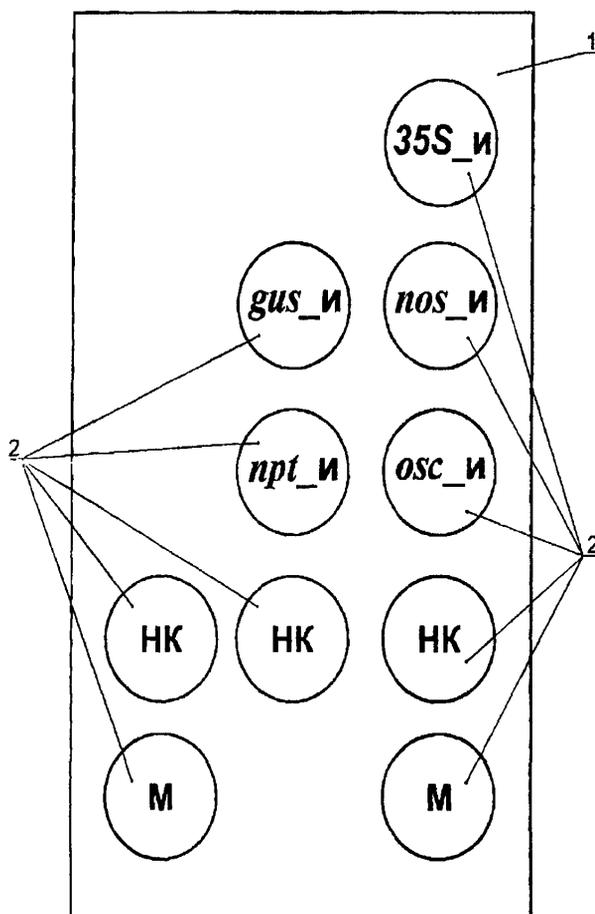 1
35S_и
gus_и nos_и
2
npt_и osc_и
2
НК НК НК
М М